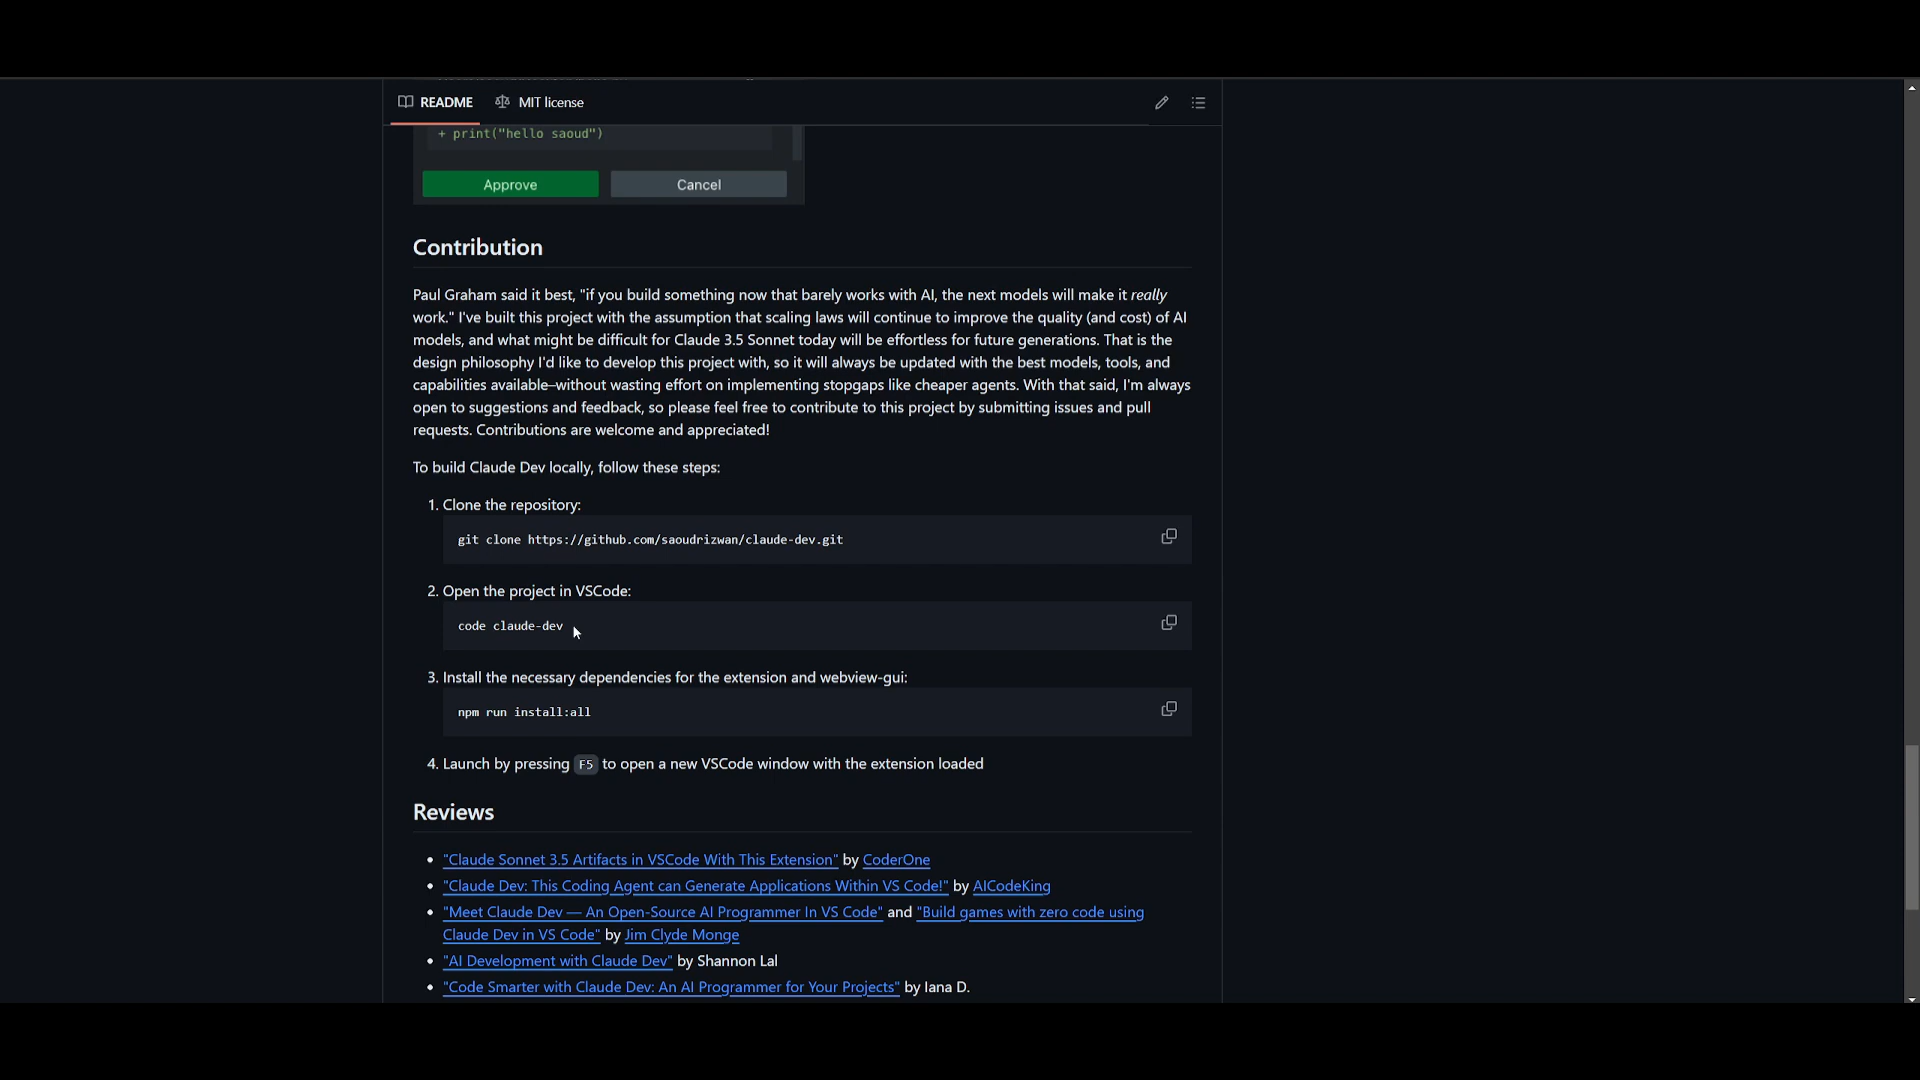 README MIT license
+ print("hello saoud")
Approve Cancel
Contribution
Paul Graham said it best, "if you build something now that barely works with AI, the next models will make it really
work." I've built this project with the assumption that scaling laws will continue to improve the quality (and cost) of AI
models, and what might be difficult for Claude 3.5 Sonnet today will be effortless for future generations. That is the
design philosophy I'd like to develop this project with, so it will always be updated with the best models, tools, and
capabilities available–without wasting effort on implementing stopgaps like cheaper agents. With that said, I'm always
open to suggestions and feedback, so please feel free to contribute to this project by submitting issues and pull
requests. Contributions are welcome and appreciated!
To build Claude Dev locally, follow these steps:
1. Clone the repository:
git clone https://github.com/saoudrizwan/claude-dev.git
2. Open the project in VSCode:
code claude-dev
3. Install the necessary dependencies for the extension and webview-gui:
npm run install:all
4. Launch by pressing F5 to open a new VSCode window with the extension loaded
Reviews
• "Claude Sonnet 3.5 Artifacts in VSCode With This Extension" by CoderOne
• "Claude Dev: This Coding Agent can Generate Applications Within VS Code!" by AICodeKing
• "Meet Claude Dev — An Open-Source AI Programmer In VS Code" and "Build games with zero code using
Claude Dev in VS Code" by Jim Clyde Monge
• "AI Development with Claude Dev" by Shannon Lal
• "Code Smarter with Claude Dev: An AI Programmer for Your Projects" by Iana D.